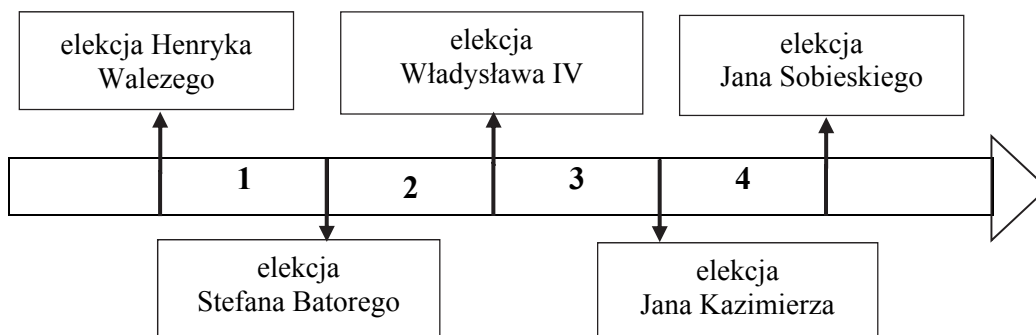 elekcja Henryka
Walezego
elekcja
Władysława IV
elekcja
Jana Sobieskiego
1
2
3
4
elekcja
Stefana Batorego
elekcja
Jana Kazimierza